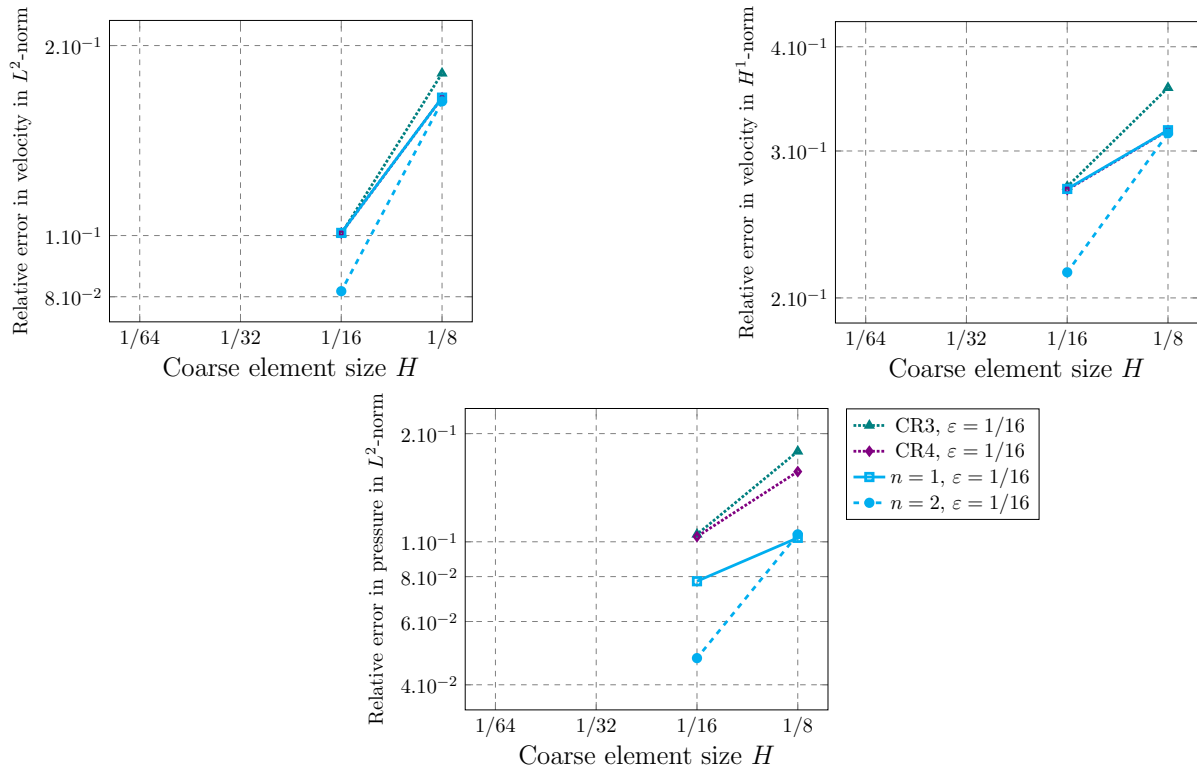 Relative error in velocity in $L^2$-norm
2.10⁻¹
1.10⁻¹
8.10⁻²
1/64 1/32 1/16 1/8
Coarse element size $H$
Relative error in velocity in $H^1$-norm
4.10⁻¹
3.10⁻¹
2.10⁻¹
1/64 1/32 1/16 1/8
Coarse element size $H$
Relative error in pressure in $L^2$-norm
2.10⁻¹
1.10⁻¹
8.10⁻²
6.10⁻²
4.10⁻²
1/64 1/32 1/16 1/8
Coarse element size $H$
CR3, ε = 1/16
CR4, ε = 1/16
n = 1, ε = 1/16
n = 2, ε = 1/16